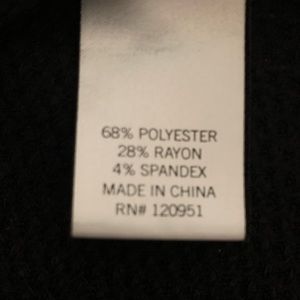 68% POLYESTER
28% RAYON
4% SPANDEX
MADE IN CHINA
RN# 120951